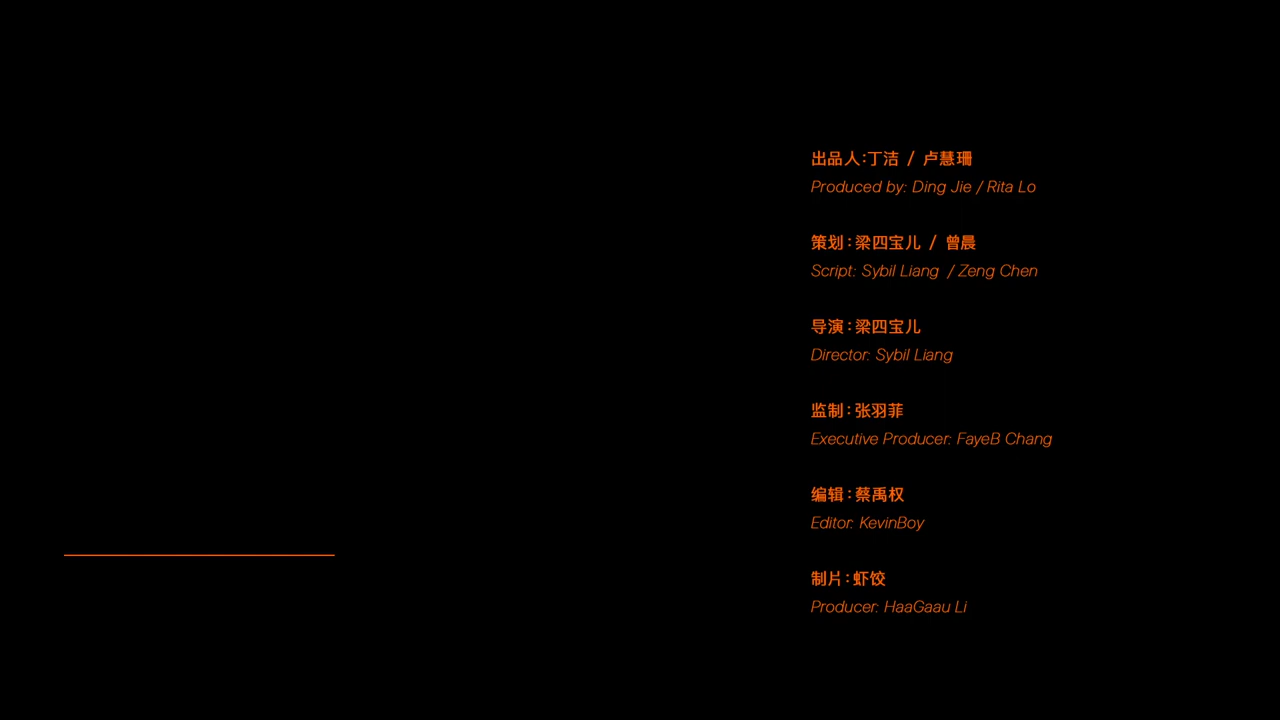 出品人:丁洁 / 卢慧珊
Produced by: Ding Jie / Rita Lo
策划:梁四宝儿 / 曾晨
Script: Sybil Liang / Zeng Chen
导演:梁四宝儿
Director: Sybil Liang
监制:张羽菲
Executive Producer: FayeB Chang
编辑:蔡禹权
Editor: KevinBoy
制片:虾饺
Producer: HaaGaau Li